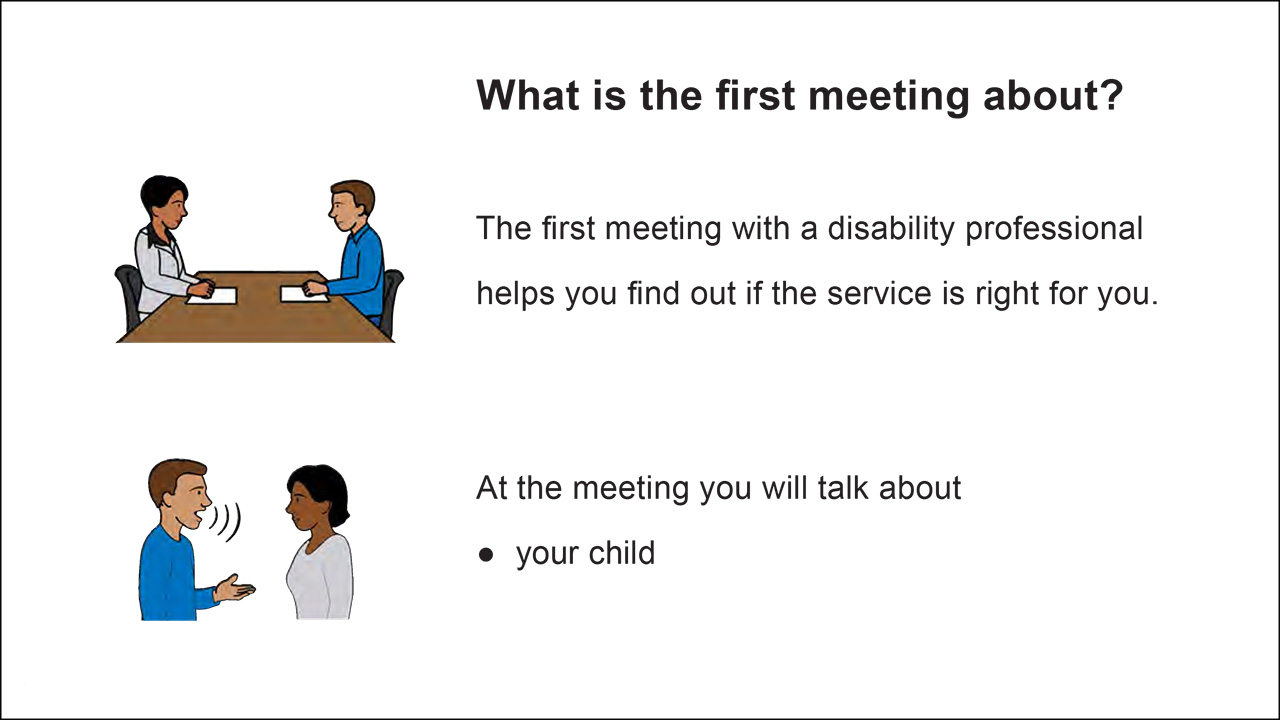 What is the first meeting about?
The first meeting with a disability professional
helps you find out if the service is right for you.
At the meeting you will talk about
● your child